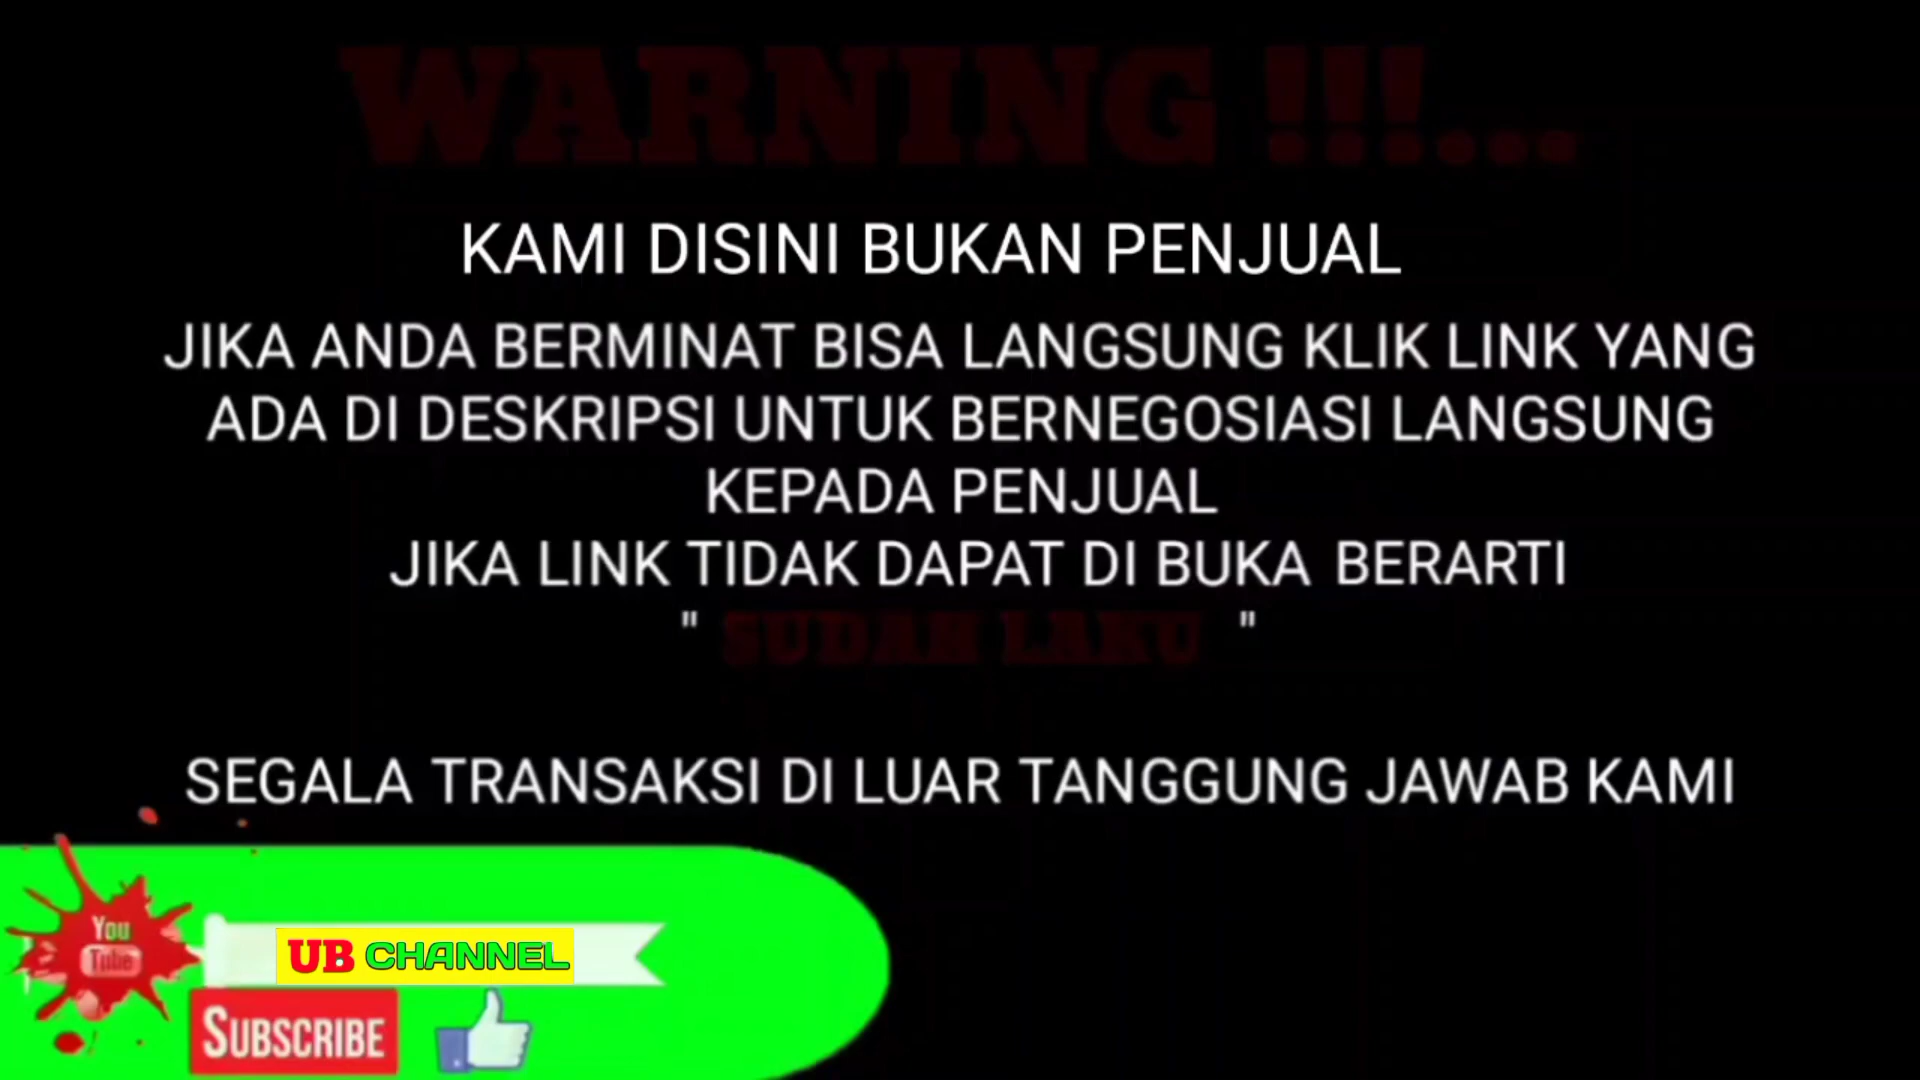 WARNING !!!...
KAMI DISINI BUKAN PENJUAL
JIKA ANDA BERMINAT BISA LANGSUNG KLIK LINK YANG
ADA DI DESKRIPSI UNTUK BERNEGOSIASI LANGSUNG
KEPADA PENJUAL
JIKA LINK TIDAK DAPAT DI BUKA BERARTI
" SUDAH LAKU "
SEGALA TRANSAKSI DI LUAR TANGGUNG JAWAB KAMI
You
Tube
UB CHANNEL
SUBSCRIBE